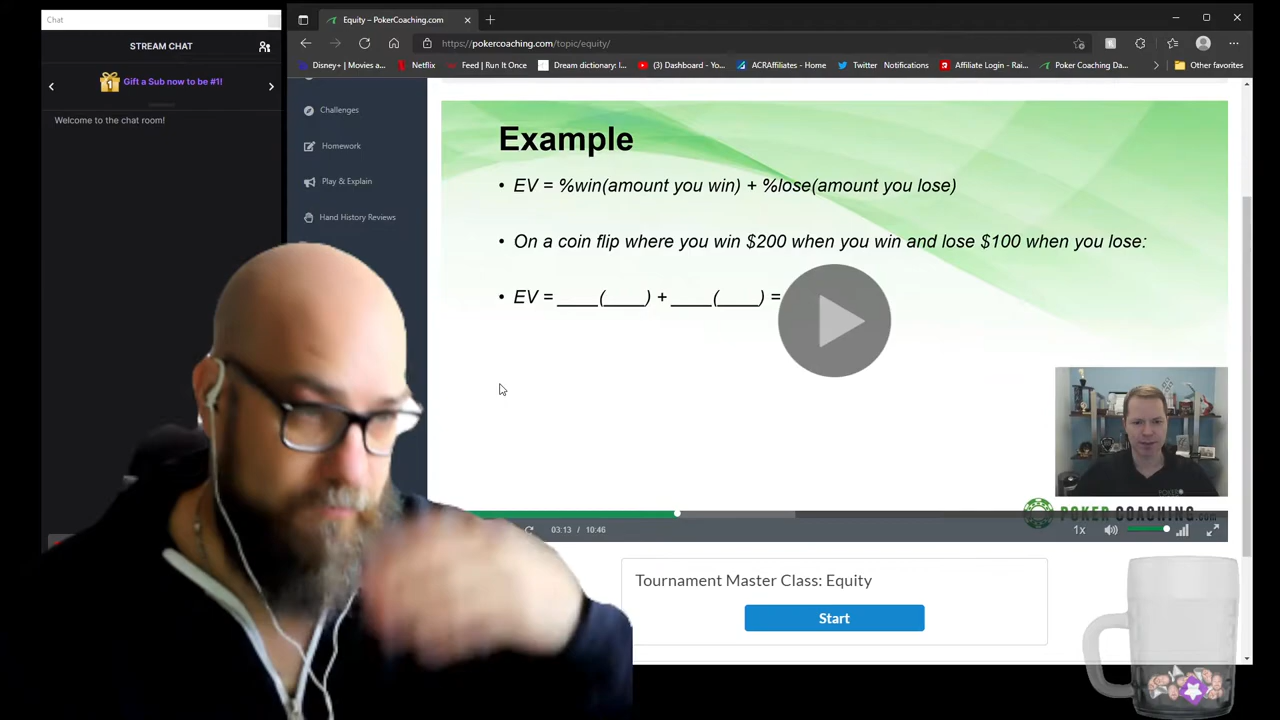 Chat
STREAM CHAT
1 Gift a Sub now to be #1!
Welcome to the chat room!
Equity – PokerCoaching.com
https://pokercoaching.com/topic/equity/
Disney+ | Movies a...
Netflix
Feed | Run It Once
Dream dictionary: I...
(3) Dashboard - Yo...
ACRAffiliates - Home
Twitter
Notifications
Affiliate Login - Rai...
Poker Coaching Da...
Other favorites
Challenges
Homework
Play & Explain
Hand History Reviews
Example
• EV = %win(amount you win) + %lose(amount you lose)
• On a coin flip where you win $200 when you win and lose $100 when you lose:
• EV = ____(____) + ____(____) =
POKER COACHING.com
03:13 / 10:46
1x
Tournament Master Class: Equity
Start